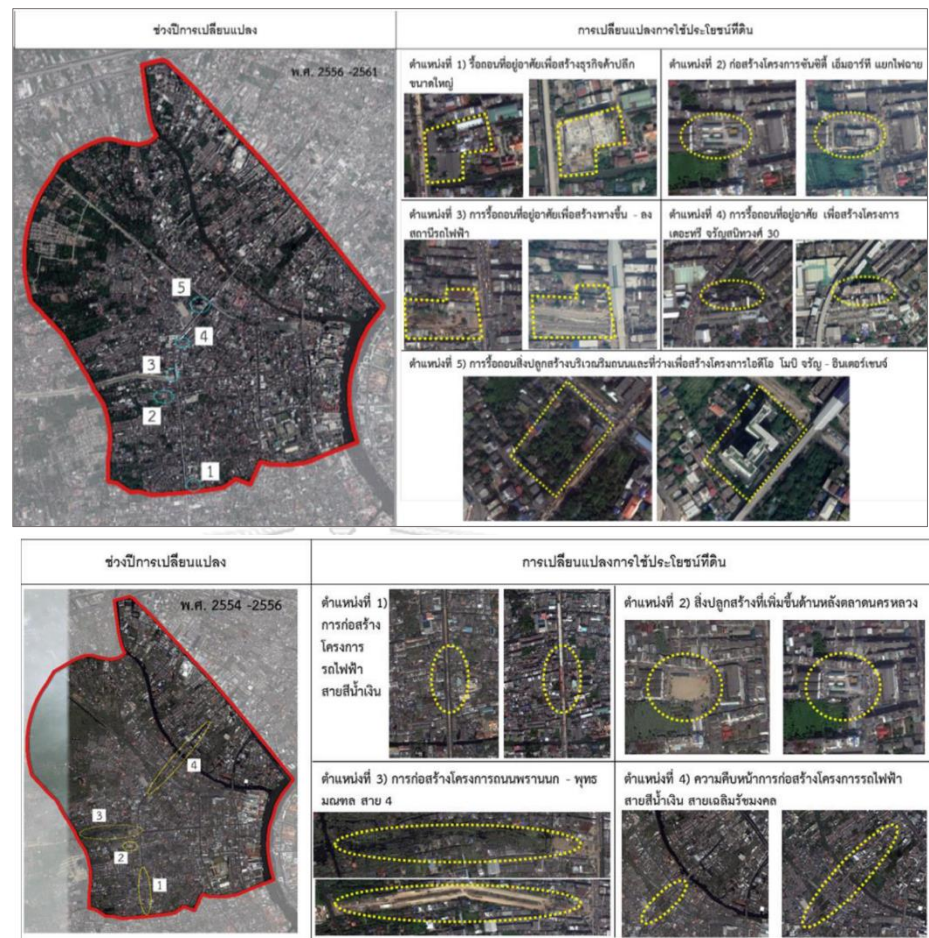 ช่วงปีการเปลี่ยนแปลง
การเปลี่ยนแปลงการใช้ประโยชน์ที่ดิน
พ.ศ. 2556 -2561
5
4
3
2
1
ตำแหน่งที่ 1) รื้อถอนที่อยู่อาศัยเพื่อสร้างธุรกิจค้าปลีก
ขนาดใหญ่
ตำแหน่งที่ 2) ก่อสร้างโครงการซันซิตี้ เอ็มอาร์ที แยกไฟฉาย
ตำแหน่งที่ 3) การรื้อถอนที่อยู่อาศัยเพื่อสร้างทางขึ้น - ลง
สถานีรถไฟฟ้า
ตำแหน่งที่ 4) การรื้อถอนที่อยู่อาศัย เพื่อสร้างโครงการ
เดอะทรี จรัญสนิทวงศ์ 30
ตำแหน่งที่ 5) การรื้อถอนสิ่งปลูกสร้างบริเวณริมถนนและที่ว่างเพื่อสร้างโครงการไอดีโอ โมบิ จรัญ - อินเตอร์เชนจ์
ช่วงปีการเปลี่ยนแปลง
การเปลี่ยนแปลงการใช้ประโยชน์ที่ดิน
พ.ศ. 2554 -2556
4
3
2
1
ตำแหน่งที่ 1)
การก่อสร้าง
โครงการ
รถไฟฟ้า
สายสีน้ำเงิน
ตำแหน่งที่ 2) สิ่งปลูกสร้างที่เพิ่มขึ้นด้านหลังตลาดนครหลวง
ตำแหน่งที่ 3) การก่อสร้างโครงการถนนพรานนก - พุทธ
มณฑล สาย 4
ตำแหน่งที่ 4) ความคืบหน้าการก่อสร้างโครงการรถไฟฟ้า
สายสีน้ำเงิน สายเฉลิมรัชมงคล